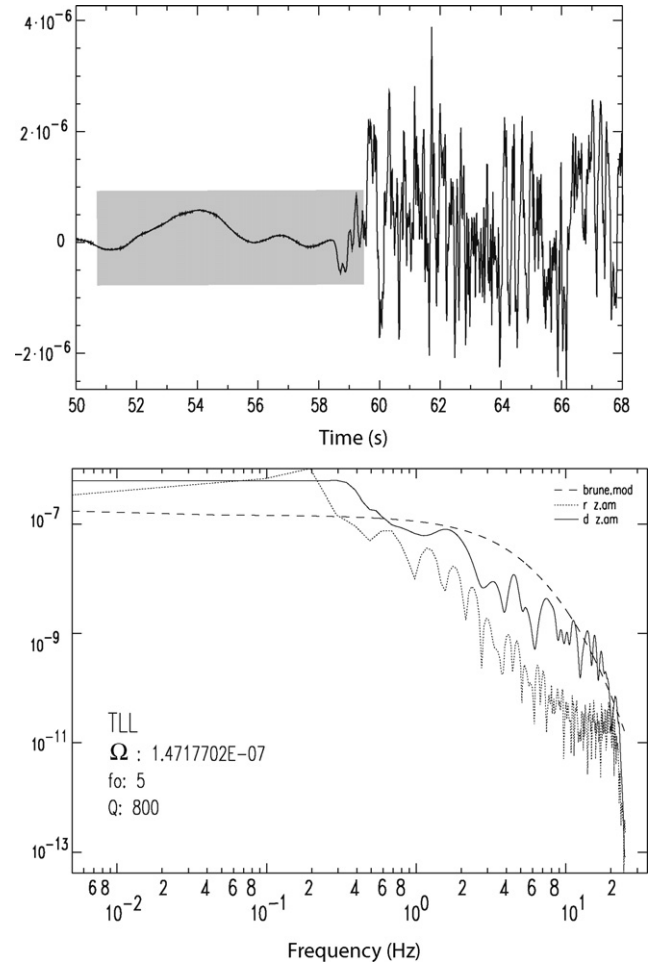 4·10⁻⁶
2·10⁻⁶
0
−2·10⁻⁶
50 52 54 56 58 60 62 64 66 68
Time (s)
10⁻⁷
10⁻⁹
10⁻¹¹
10⁻¹³
brune.mod
r z.am
d z.am
TLL
Ω : 1.4717702E-07
fo: 5
Q: 800
6 8 2 4 6 8 2 4 6 8 2 4 6 8 2
10⁻² 10⁻¹ 10⁰ 10¹
Frequency (Hz)